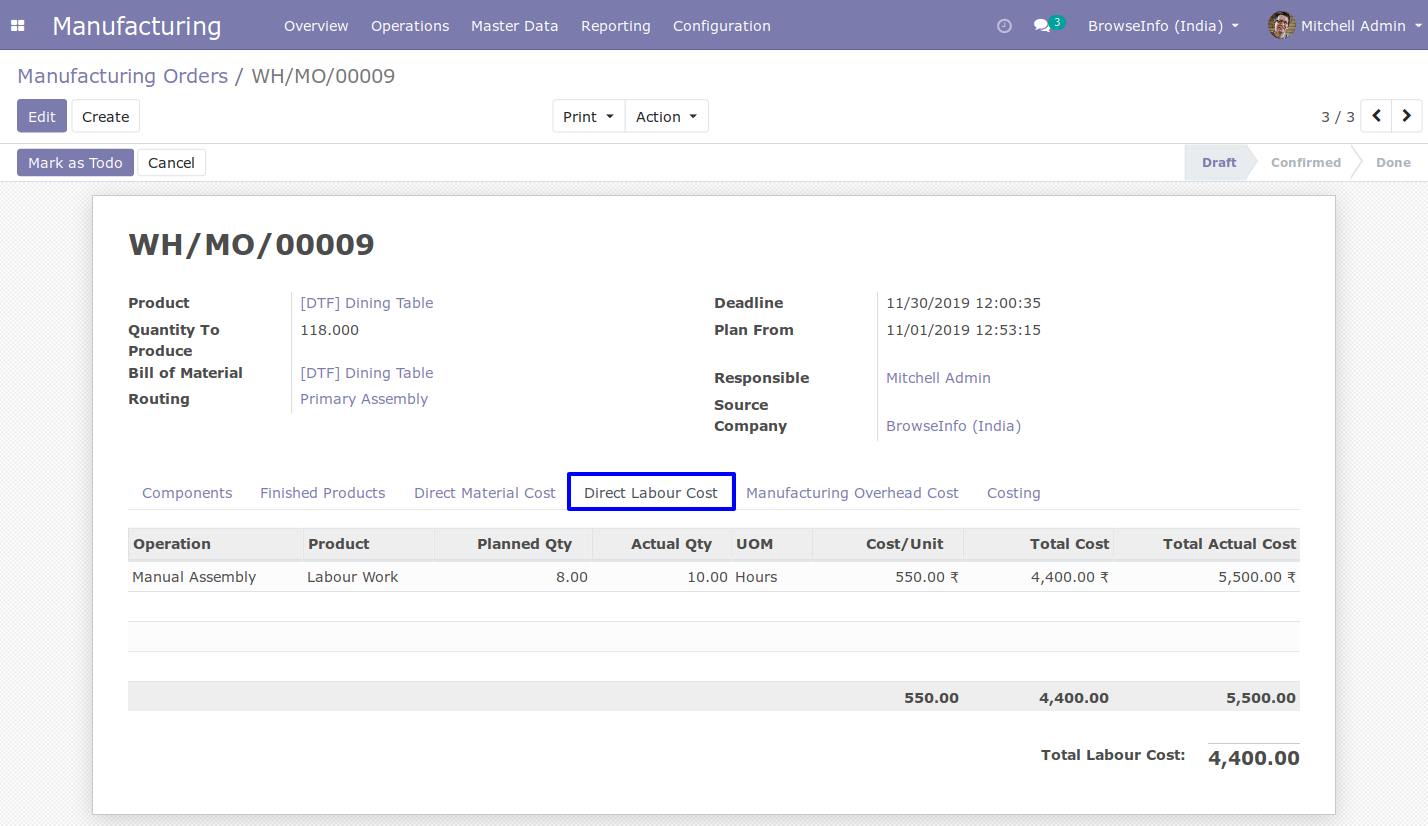 Manufacturing Overview Operations Master Data Reporting Configuration 3 BrowseInfo (India) Mitchell Admin
Manufacturing Orders / WH/MO/00009
Edit Create Print Action 3 / 3
Mark as Todo Cancel Draft Confirmed Done
WH/MO/00009
Product [DTF] Dining Table
Quantity To Produce 118.000
Bill of Material [DTF] Dining Table
Routing Primary Assembly
Deadline 11/30/2019 12:00:35
Plan From 11/01/2019 12:53:15
Responsible Mitchell Admin
Source
Company BrowseInfo (India)
Components Finished Products Direct Material Cost Direct Labour Cost Manufacturing Overhead Cost Costing
Operation Product Planned Qty Actual Qty UOM Cost/Unit Total Cost Total Actual Cost
Manual Assembly Labour Work 8.00 10.00 Hours 550.00 ₹ 4,400.00 ₹ 5,500.00 ₹
550.00 4,400.00 5,500.00
Total Labour Cost: 4,400.00